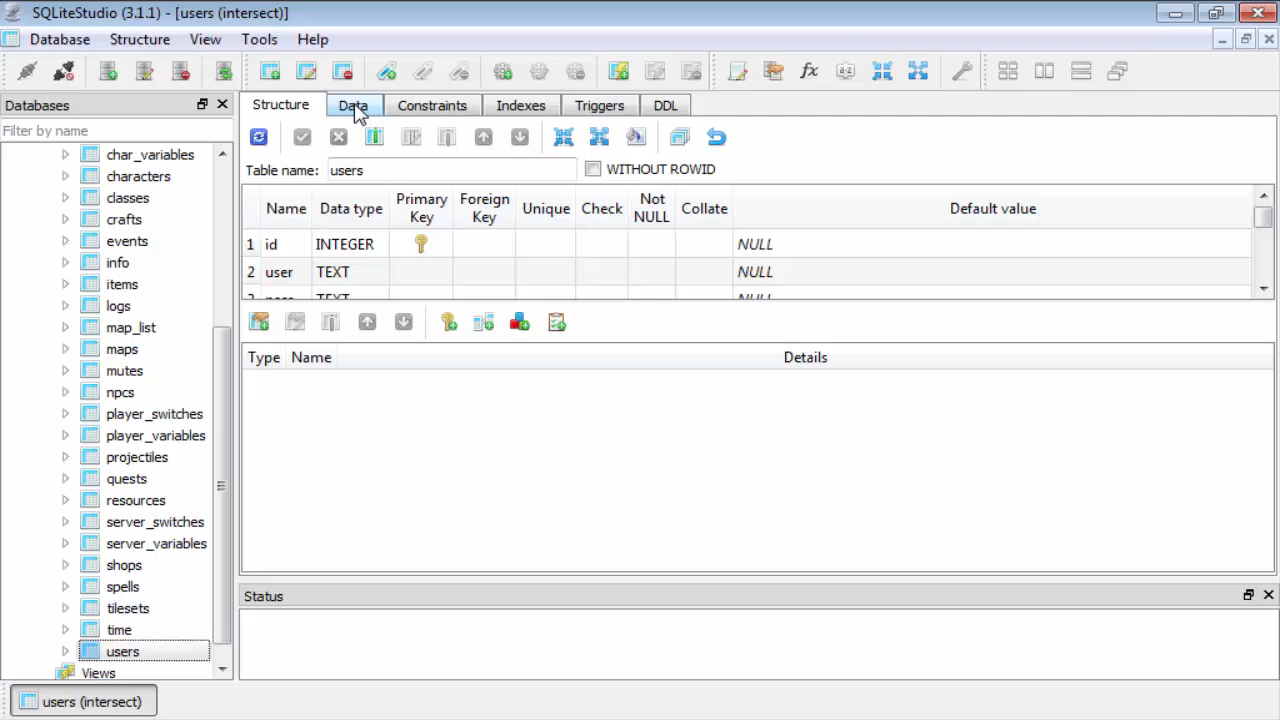 SQLiteStudio (3.1.1) - [users (intersect)]
Database Structure View Tools Help
Databases
Filter by name
char_variables
characters
classes
crafts
events
info
items
logs
map_list
maps
mutes
npcs
player_switches
player_variables
projectiles
quests
resources
server_switches
server_variables
shops
spells
tilesets
time
users
Views
Structure Data Constraints Indexes Triggers DDL
Table name: users WITHOUT ROWID
Name Data type Primary Key Foreign Key Unique Check Not NULL Collate Default value
1 id INTEGER NULL
2 user TEXT NULL
Type Name Details
Status
users (intersect)